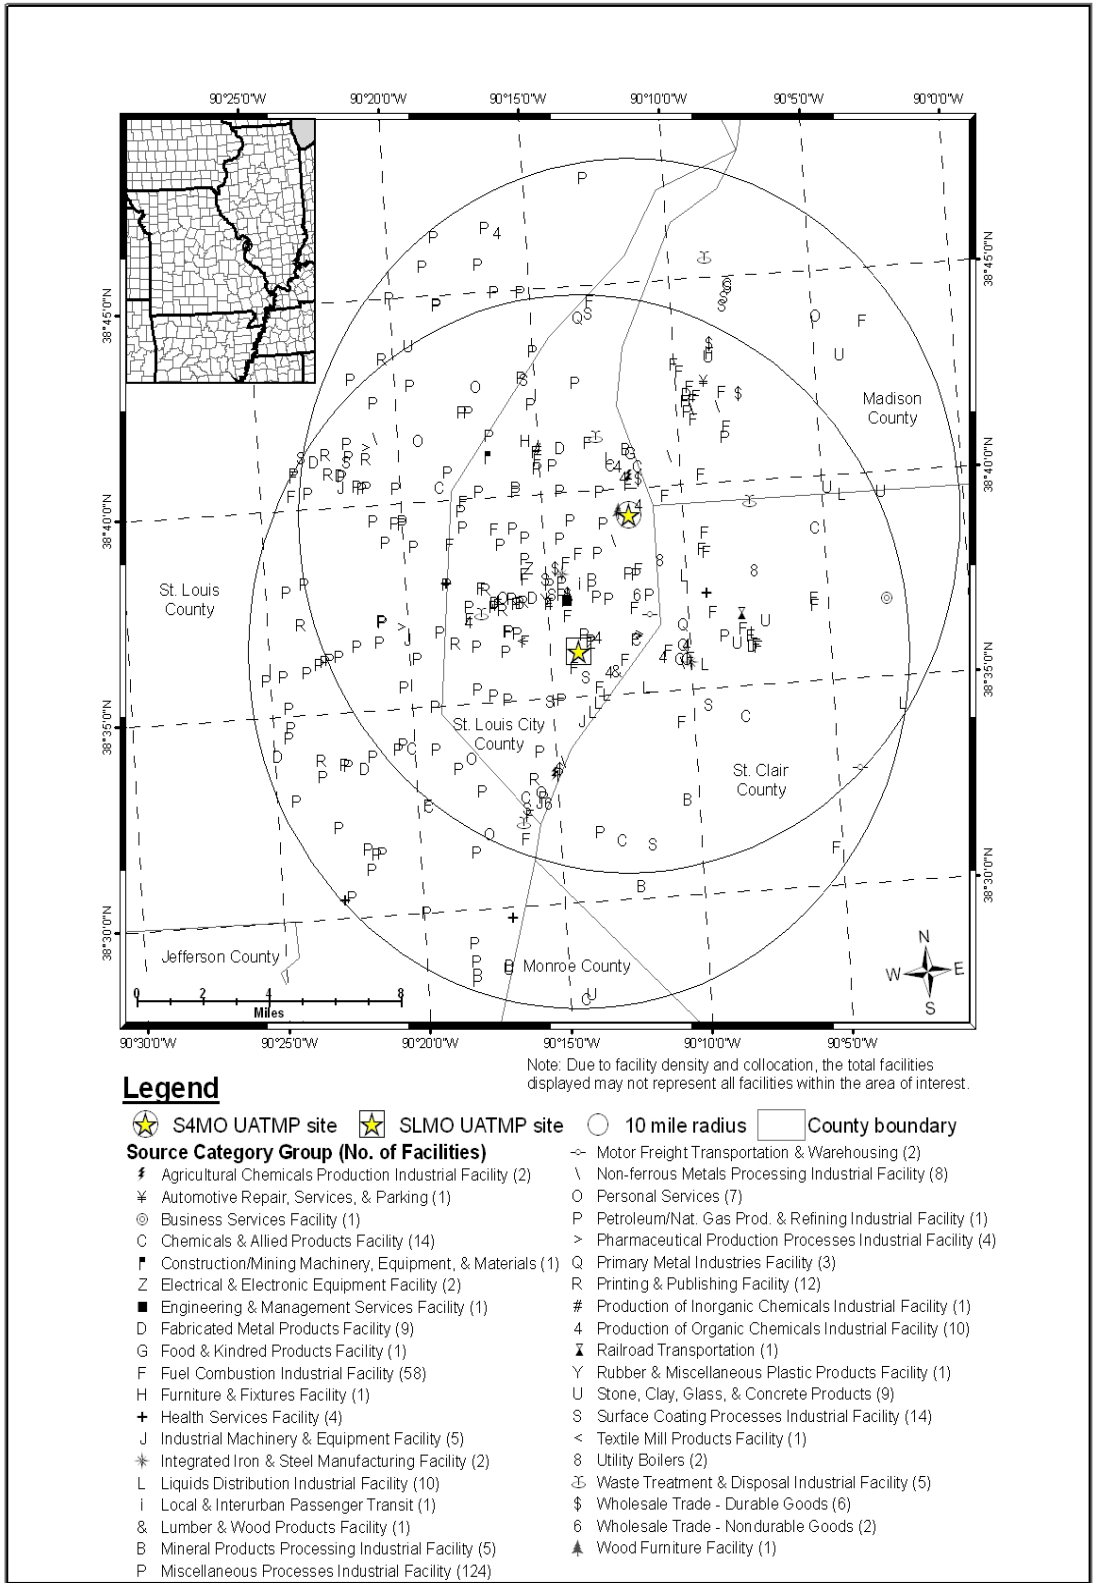 90°25'0"W 90°20'0"W 90°15'0"W 90°10'0"W 90°5'0"W 90°0'0"W
38°45'0"N
38°45'0"N
Madison
County
38°40'0"N
38°40'0"N
St. Louis
County
38°35'0"N
38°35'0"N
St. Louis City
County
St. Clair
County
38°30'0"N
38°30'0"N
Jefferson County
Monroe County
N
W E
S
0 2 4 8
Miles
90°30'0"W 90°25'0"W 90°20'0"W 90°15'0"W 90°10'0"W 90°5'0"W
Note: Due to facility density and collocation, the total facilities
displayed may not represent all facilities within the area of interest.
Legend
S4MO UATMP site SLMO UATMP site 10 mile radius County boundary
Source Category Group (No. of Facilities)
Agricultural Chemicals Production Industrial Facility (2)
¥ Automotive Repair, Services, & Parking (1)
◎ Business Services Facility (1)
C Chemicals & Allied Products Facility (14)
Construction/Mining Machinery, Equipment, & Materials (1)
Z Electrical & Electronic Equipment Facility (2)
■ Engineering & Management Services Facility (1)
D Fabricated Metal Products Facility (9)
G Food & Kindred Products Facility (1)
F Fuel Combustion Industrial Facility (58)
H Furniture & Fixtures Facility (1)
+ Health Services Facility (4)
J Industrial Machinery & Equipment Facility (5)
Integrated Iron & Steel Manufacturing Facility (2)
L Liquids Distribution Industrial Facility (10)
i Local & Interurban Passenger Transit (1)
& Lumber & Wood Products Facility (1)
B Mineral Products Processing Industrial Facility (5)
P Miscellaneous Processes Industrial Facility (124)
Motor Freight Transportation & Warehousing (2)
\ Non-ferrous Metals Processing Industrial Facility (8)
O Personal Services (7)
P Petroleum/Nat. Gas Prod. & Refining Industrial Facility (1)
> Pharmaceutical Production Processes Industrial Facility (4)
Q Primary Metal Industries Facility (3)
R Printing & Publishing Facility (12)
# Production of Inorganic Chemicals Industrial Facility (1)
4 Production of Organic Chemicals Industrial Facility (10)
Railroad Transportation (1)
Y Rubber & Miscellaneous Plastic Products Facility (1)
U Stone, Clay, Glass, & Concrete Products (9)
S Surface Coating Processes Industrial Facility (14)
< Textile Mill Products Facility (1)
8 Utility Boilers (2)
Waste Treatment & Disposal Industrial Facility (5)
$ Wholesale Trade - Durable Goods (6)
6 Wholesale Trade - Nondurable Goods (2)
Wood Furniture Facility (1)